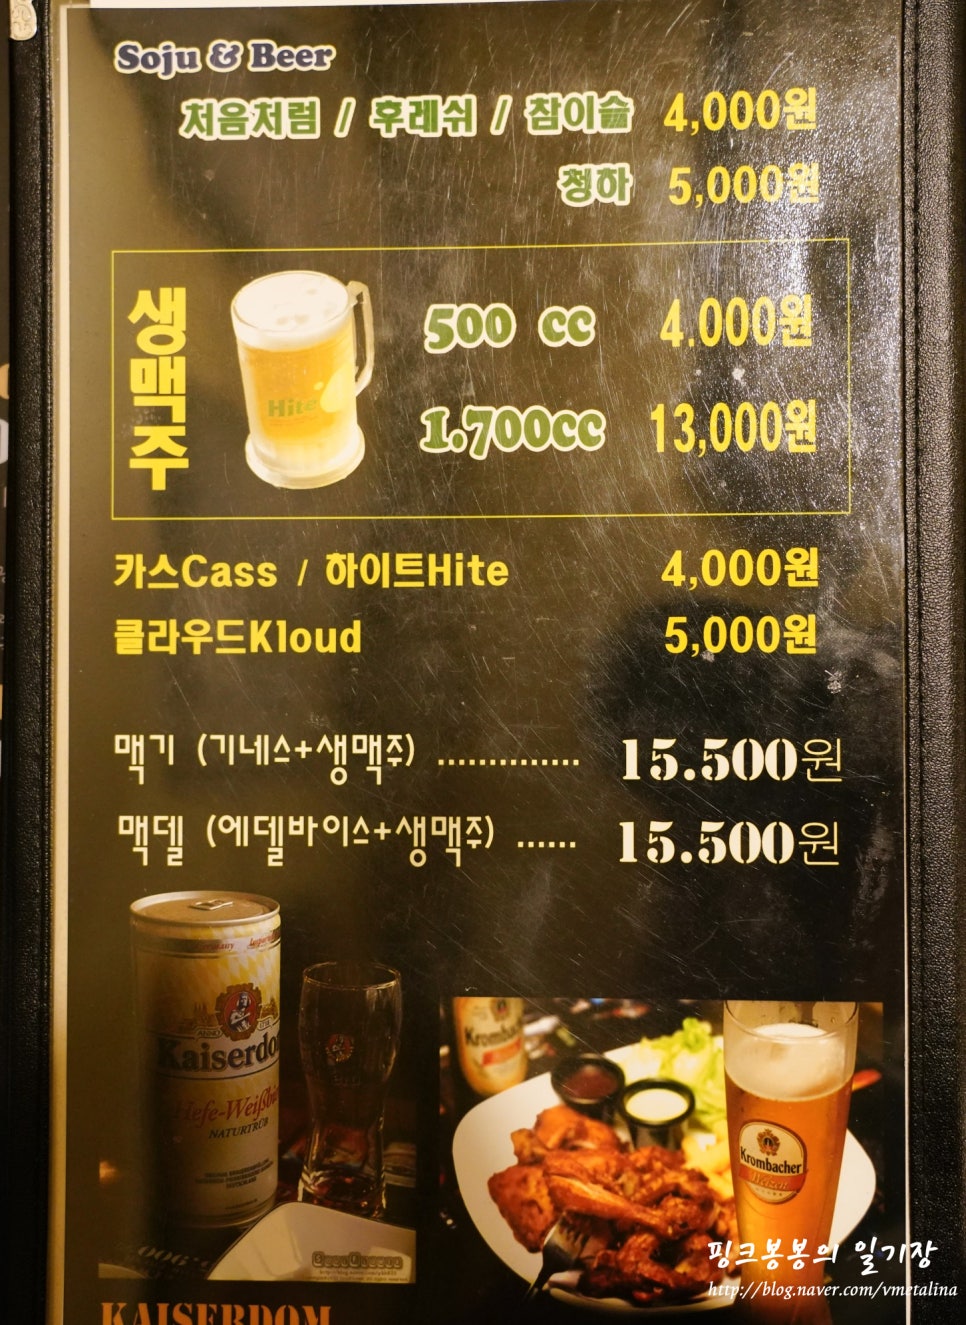 Soju & Beer
처음처럼 / 후레쉬 / 참이슬 4,000원
청하 5,000원
생맥주
Hite
500 cc 4.000원
1.700cc 13,000원
카스Cass / 하이트Hite 4,000원
클라우드Kloud 5,000원
맥기 (기네스+생맥주) .............. 15.500원
맥델 (에델바이스+생맥주) ...... 15.500원
Kaiserdo
Hefe-Weißbi
NATURTRÜB
Krombache
Krombacher
Weizen
핑크봉봉의 일기장
http://blog.naver.com/vmetalina
KAISERDOM